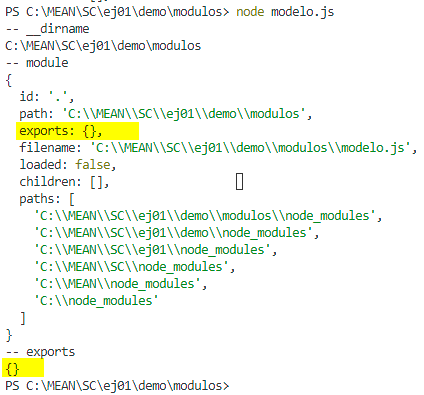 PS C:\MEAN\SC\ej01\demo\modulos> node modelo.js
-- __dirname
C:\MEAN\SC\ej01\demo\modulos
-- module
{
  id: '.',
  path: 'C:\\MEAN\\SC\\ej01\\demo\\modulos',
  exports: {},
  filename: 'C:\\MEAN\\SC\\ej01\\demo\\modulos\\modelo.js',
  loaded: false,
  children: [],
  paths: [
    'C:\\MEAN\\SC\\ej01\\demo\\modulos\\node_modules',
    'C:\\MEAN\\SC\\ej01\\demo\\node_modules',
    'C:\\MEAN\\SC\\ej01\\node_modules',
    'C:\\MEAN\\SC\\node_modules',
    'C:\\MEAN\\node_modules',
    'C:\\node_modules'
  ]
}
-- exports
{}
PS C:\MEAN\SC\ej01\demo\modulos>